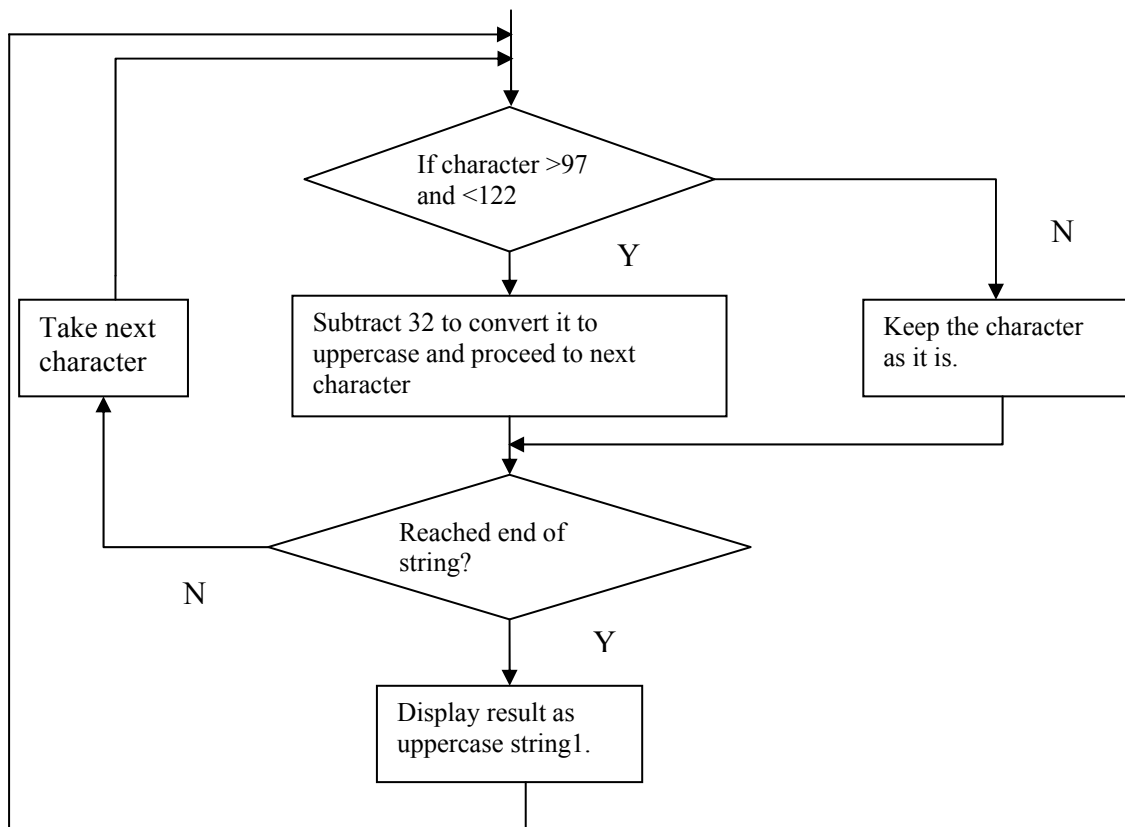 If character >97
and <122
N
Y
Take next
character
Subtract 32 to convert it to
uppercase and proceed to next
character
Keep the character
as it is.
Reached end of
string?
N
Y
Display result as
uppercase string1.